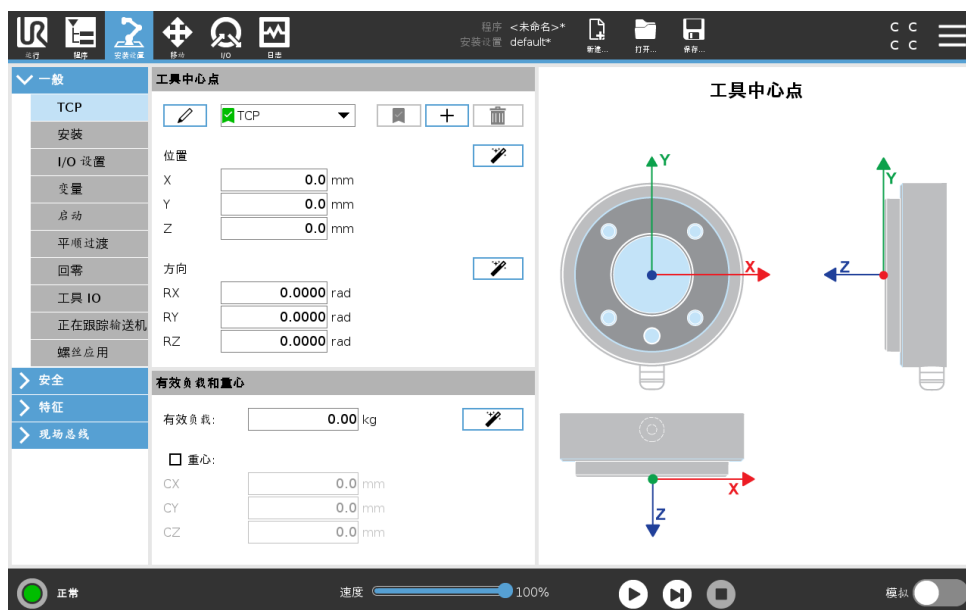 UR
运行
程序
安装设置
移动
I/O
日志
程序 <未命名>*
安装设置 default*
新建...
打开...
保存...
C C
C C
一般
TCP
安装
I/O 设置
变量
启动
平顺过渡
回零
工具 IO
正在跟踪输送机
螺丝应用
安全
特征
现场总线
工具中心点
TCP
位置
X 0.0 mm
Y 0.0 mm
Z 0.0 mm
方向
RX 0.0000 rad
RY 0.0000 rad
RZ 0.0000 rad
有效负载和重心
有效负载: 0.00 kg
重心:
CX 0.0 mm
CY 0.0 mm
CZ 0.0 mm
工具中心点
Y
X
Y
Z
X
Z
正常
速度 100%
模拟